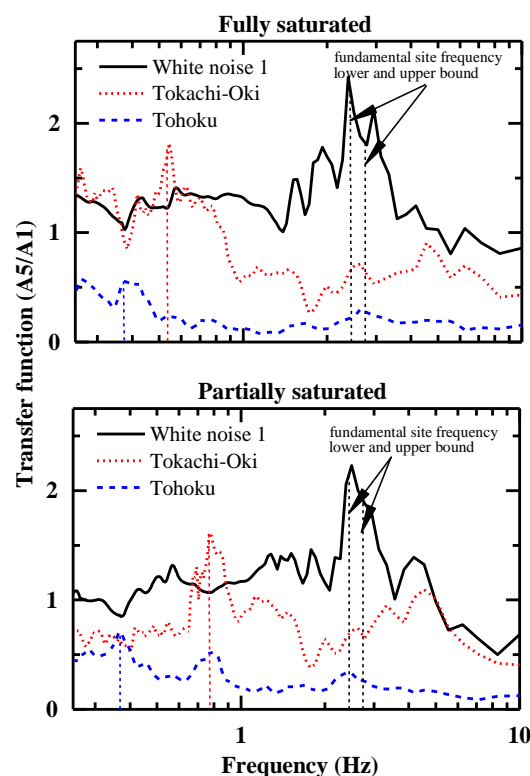 Fully saturated
2
1
0
White noise 1
Tokachi-Oki
Tohoku
fundamental site frequency
lower and upper bound
Transfer function (A5/A1)
Partially saturated
2
1
0
White noise 1
Tokachi-Oki
Tohoku
fundamental site frequency
lower and upper bound
1
10
Frequency (Hz)